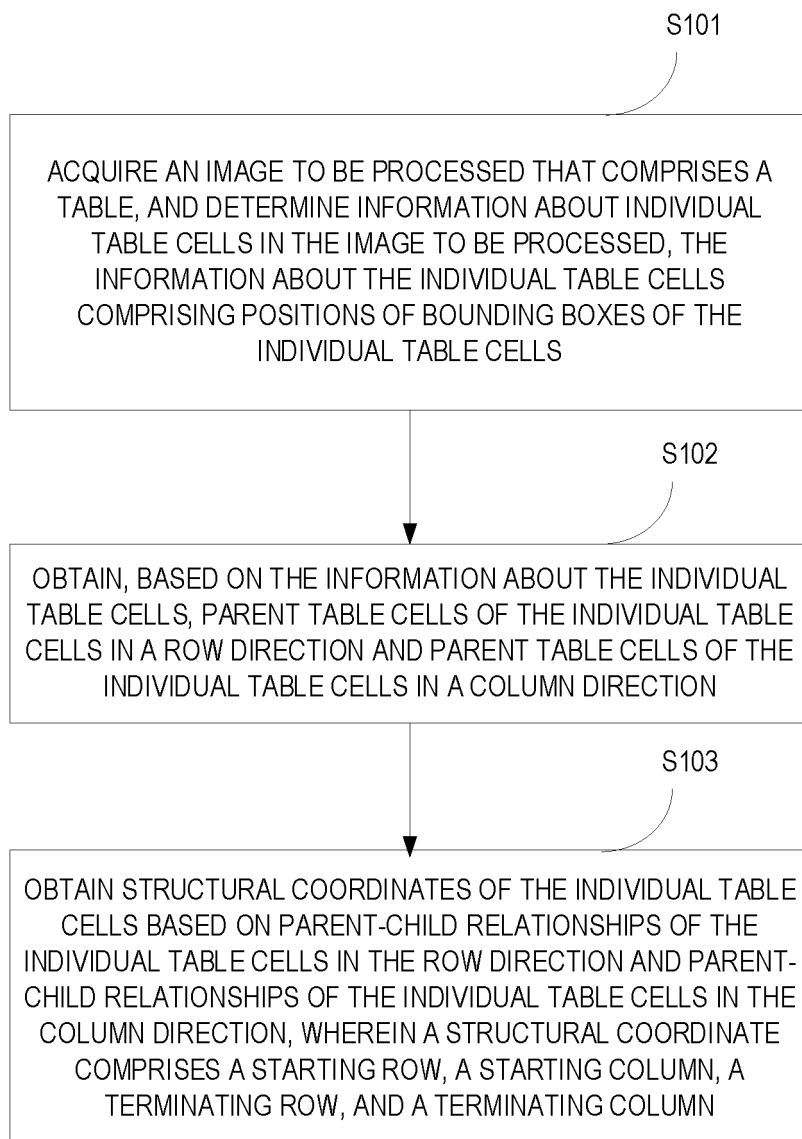 S101
ACQUIRE AN IMAGE TO BE PROCESSED THAT COMPRISES A
TABLE, AND DETERMINE INFORMATION ABOUT INDIVIDUAL
TABLE CELLS IN THE IMAGE TO BE PROCESSED, THE
INFORMATION ABOUT THE INDIVIDUAL TABLE CELLS
COMPRISING POSITIONS OF BOUNDING BOXES OF THE
INDIVIDUAL TABLE CELLS
S102
OBTAIN, BASED ON THE INFORMATION ABOUT THE INDIVIDUAL
TABLE CELLS, PARENT TABLE CELLS OF THE INDIVIDUAL TABLE
CELLS IN A ROW DIRECTION AND PARENT TABLE CELLS OF THE
INDIVIDUAL TABLE CELLS IN A COLUMN DIRECTION
S103
OBTAIN STRUCTURAL COORDINATES OF THE INDIVIDUAL TABLE
CELLS BASED ON PARENT-CHILD RELATIONSHIPS OF THE
INDIVIDUAL TABLE CELLS IN THE ROW DIRECTION AND PARENT-
CHILD RELATIONSHIPS OF THE INDIVIDUAL TABLE CELLS IN THE
COLUMN DIRECTION, WHEREIN A STRUCTURAL COORDINATE
COMPRISES A STARTING ROW, A STARTING COLUMN, A
TERMINATING ROW, AND A TERMINATING COLUMN